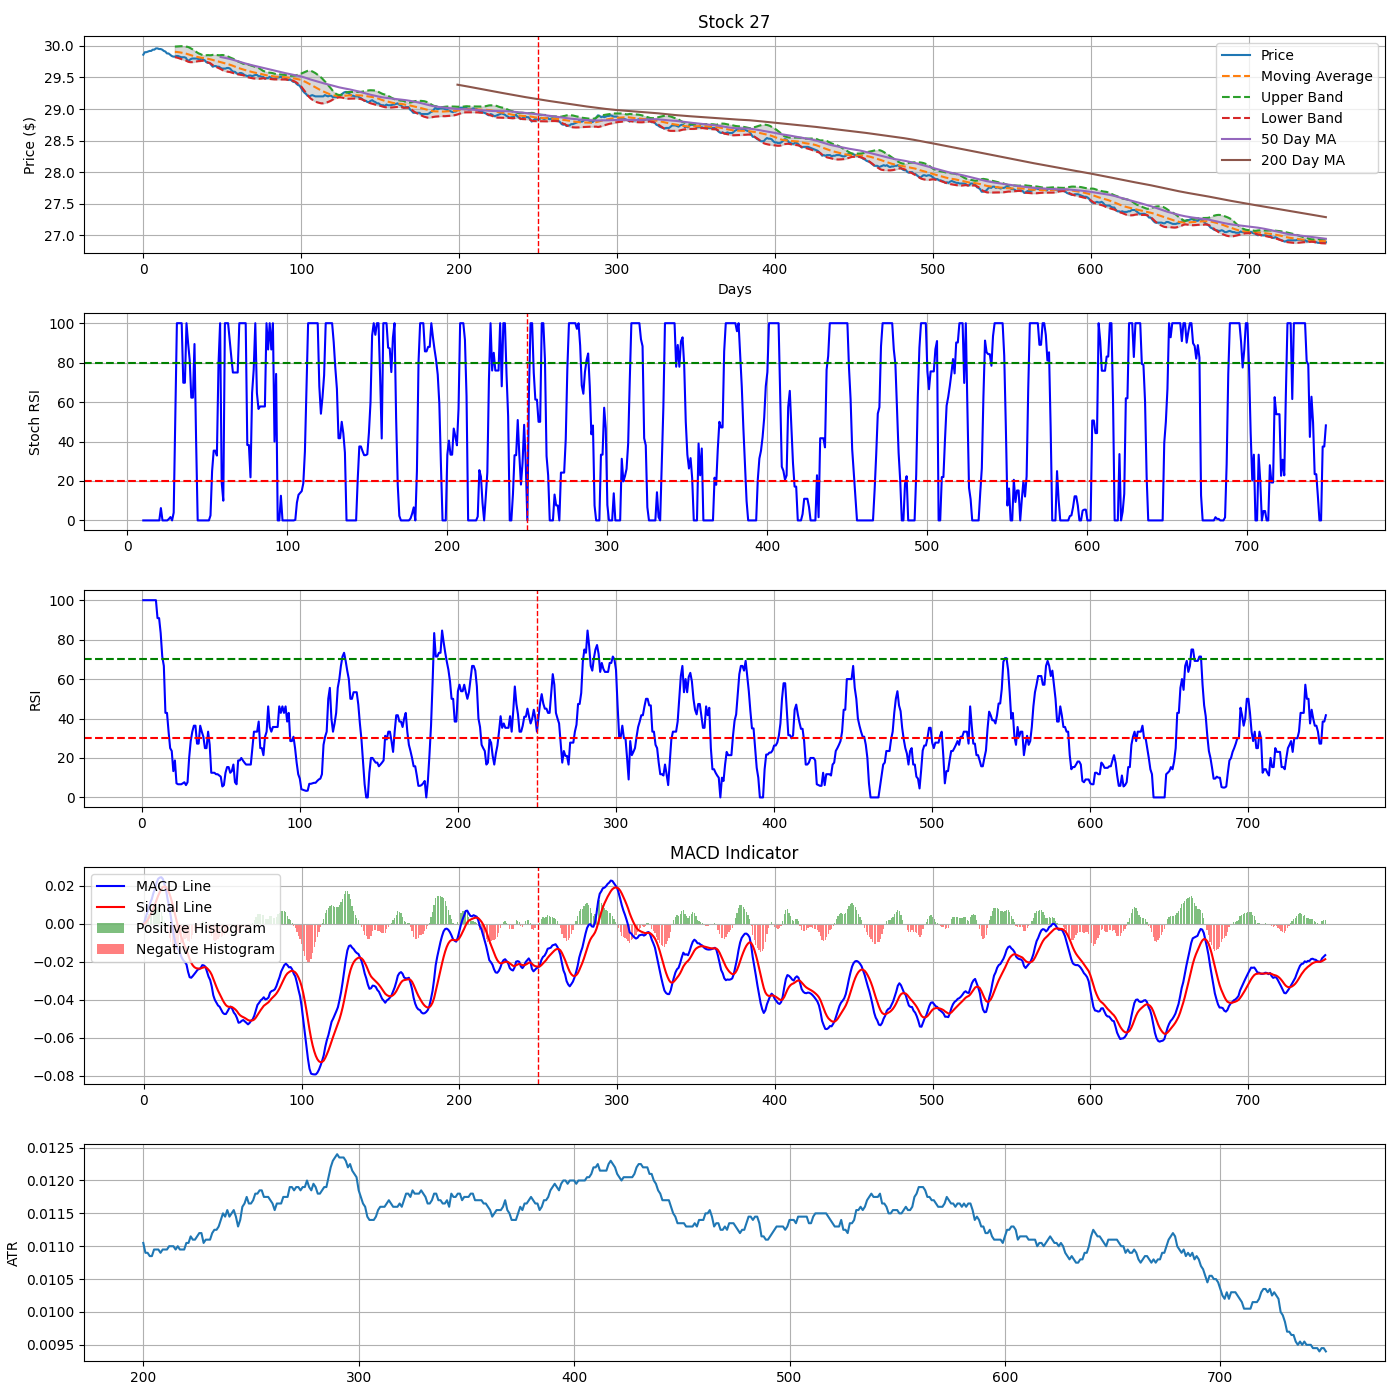 Stock 27
30.0
29.5
29.0
28.5
28.0
27.5
27.0
Price ($)
Price
Moving Average
Upper Band
Lower Band
50 Day MA
200 Day MA
0 100 200 300 400 500 600 700
Days
100
80
60
40
20
0
Stoch RSI
0 100 200 300 400 500 600 700
100
80
60
40
20
0
RSI
0 100 200 300 400 500 600 700
MACD Indicator
0.02
0.00
−0.02
−0.04
−0.06
−0.08
MACD Line
Signal Line
Positive Histogram
Negative Histogram
0 100 200 300 400 500 600 700
0.0125
0.0120
0.0115
0.0110
0.0105
0.0100
0.0095
ATR
200 300 400 500 600 700